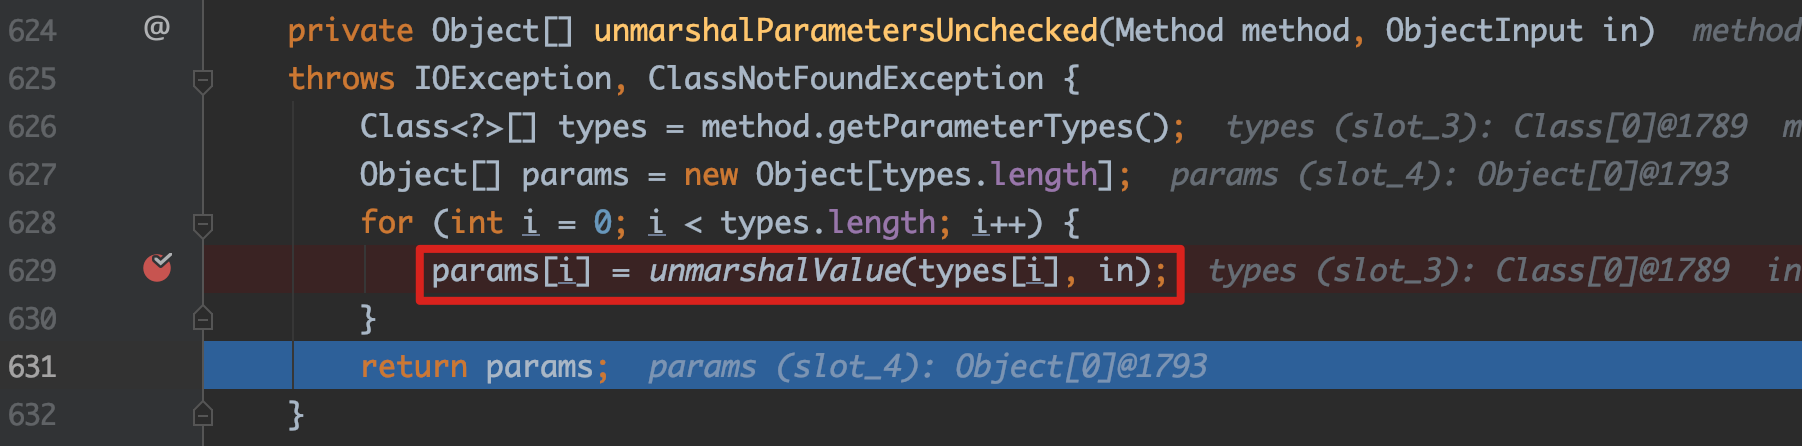 624 @ private Object[] unmarshalParametersUnchecked(Method method, ObjectInput in) method
625 throws IOException, ClassNotFoundException {
626 Class<?>[] types = method.getParameterTypes(); types (slot_3): Class[0]@1789 m
627 Object[] params = new Object[types.length]; params (slot_4): Object[0]@1793
628 for (int i = 0; i < types.length; i++) {
629 params[i] = unmarshalValue(types[i], in); types (slot_3): Class[0]@1789 in
630 }
631 return params; params (slot_4): Object[0]@1793
632 }